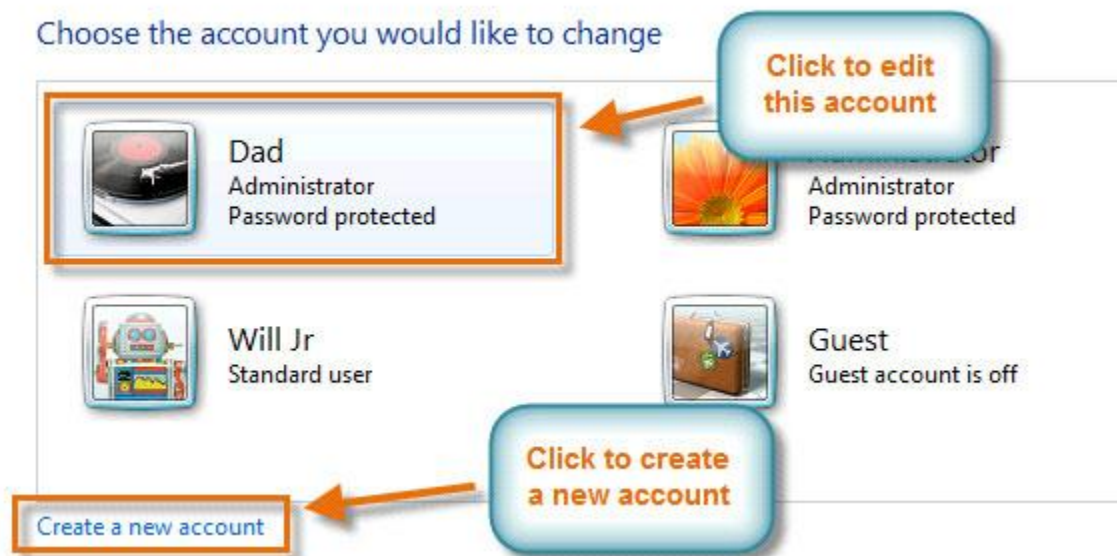 Choose the account you would like to change
Click to edit
this account
Dad
Administrator
Password protected
Administrator
Password protected
Will Jr
Standard user
Guest
Guest account is off
Click to create
a new account
Create a new account